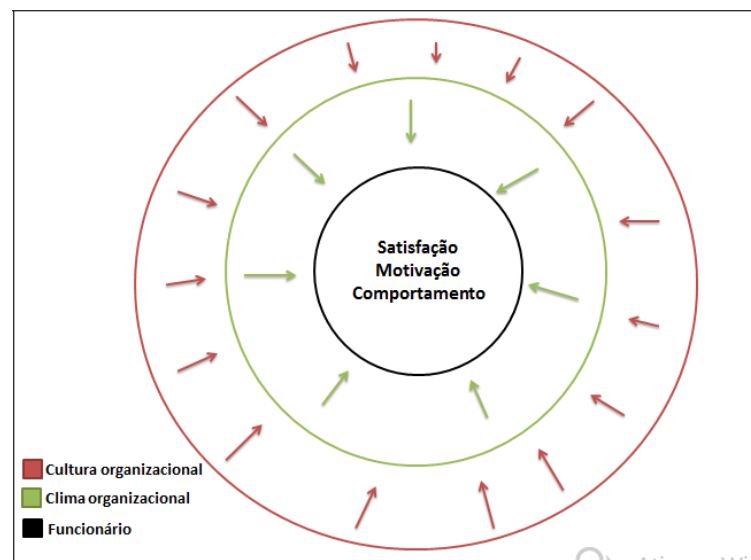 Satisfação
Motivação
Comportamento
Cultura organizacional
Clima organizacional
Funcionário